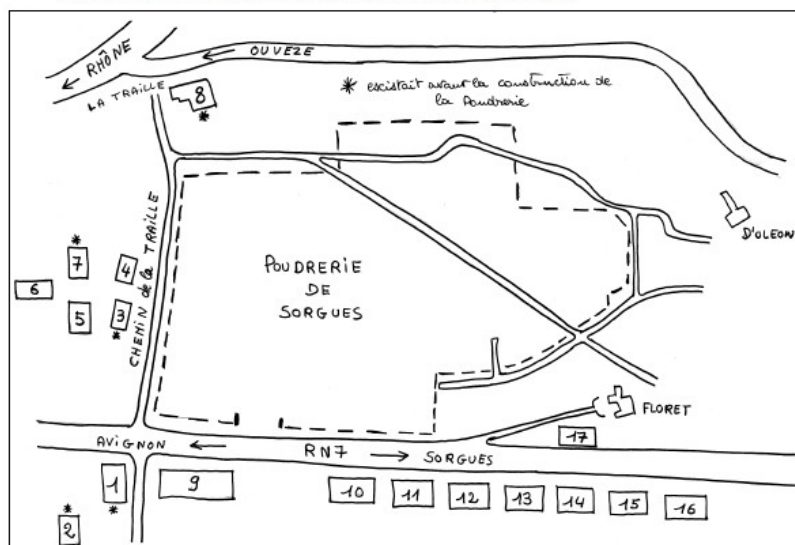 ← RHÔNE
← OUVEZE
LA TRAILLE
8
*
* escistait avant la construction de
la Poudrerie
D'OLEON
CHEMIN de la TRAILLE
*
7
4
6
5
3
*
POUDRERIE
DE
SORGUES
FLORET
17
AVIGNON ← RN7 → SORGUES
1
*
9
10
11
12
13
14
15
16
*
2